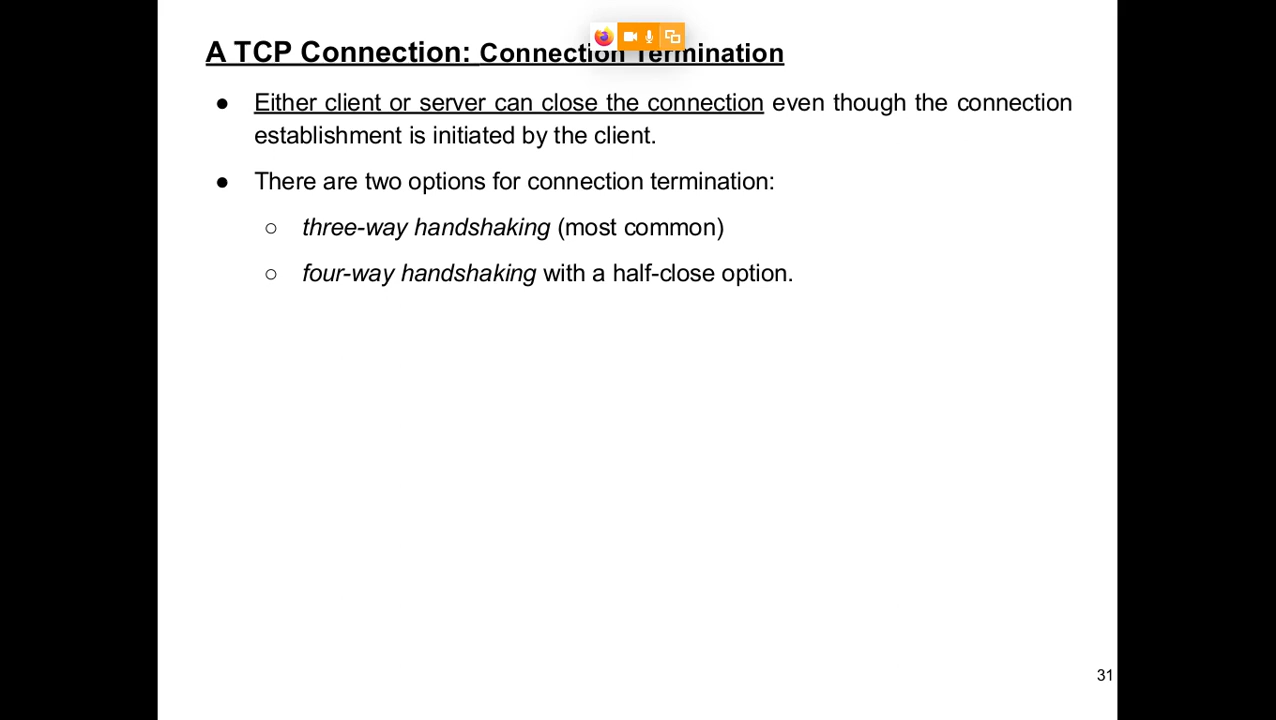 A TCP Connection: Connection Termination
● Either client or server can close the connection even though the connection
establishment is initiated by the client.
● There are two options for connection termination:
○ three-way handshaking (most common)
○ four-way handshaking with a half-close option.
31